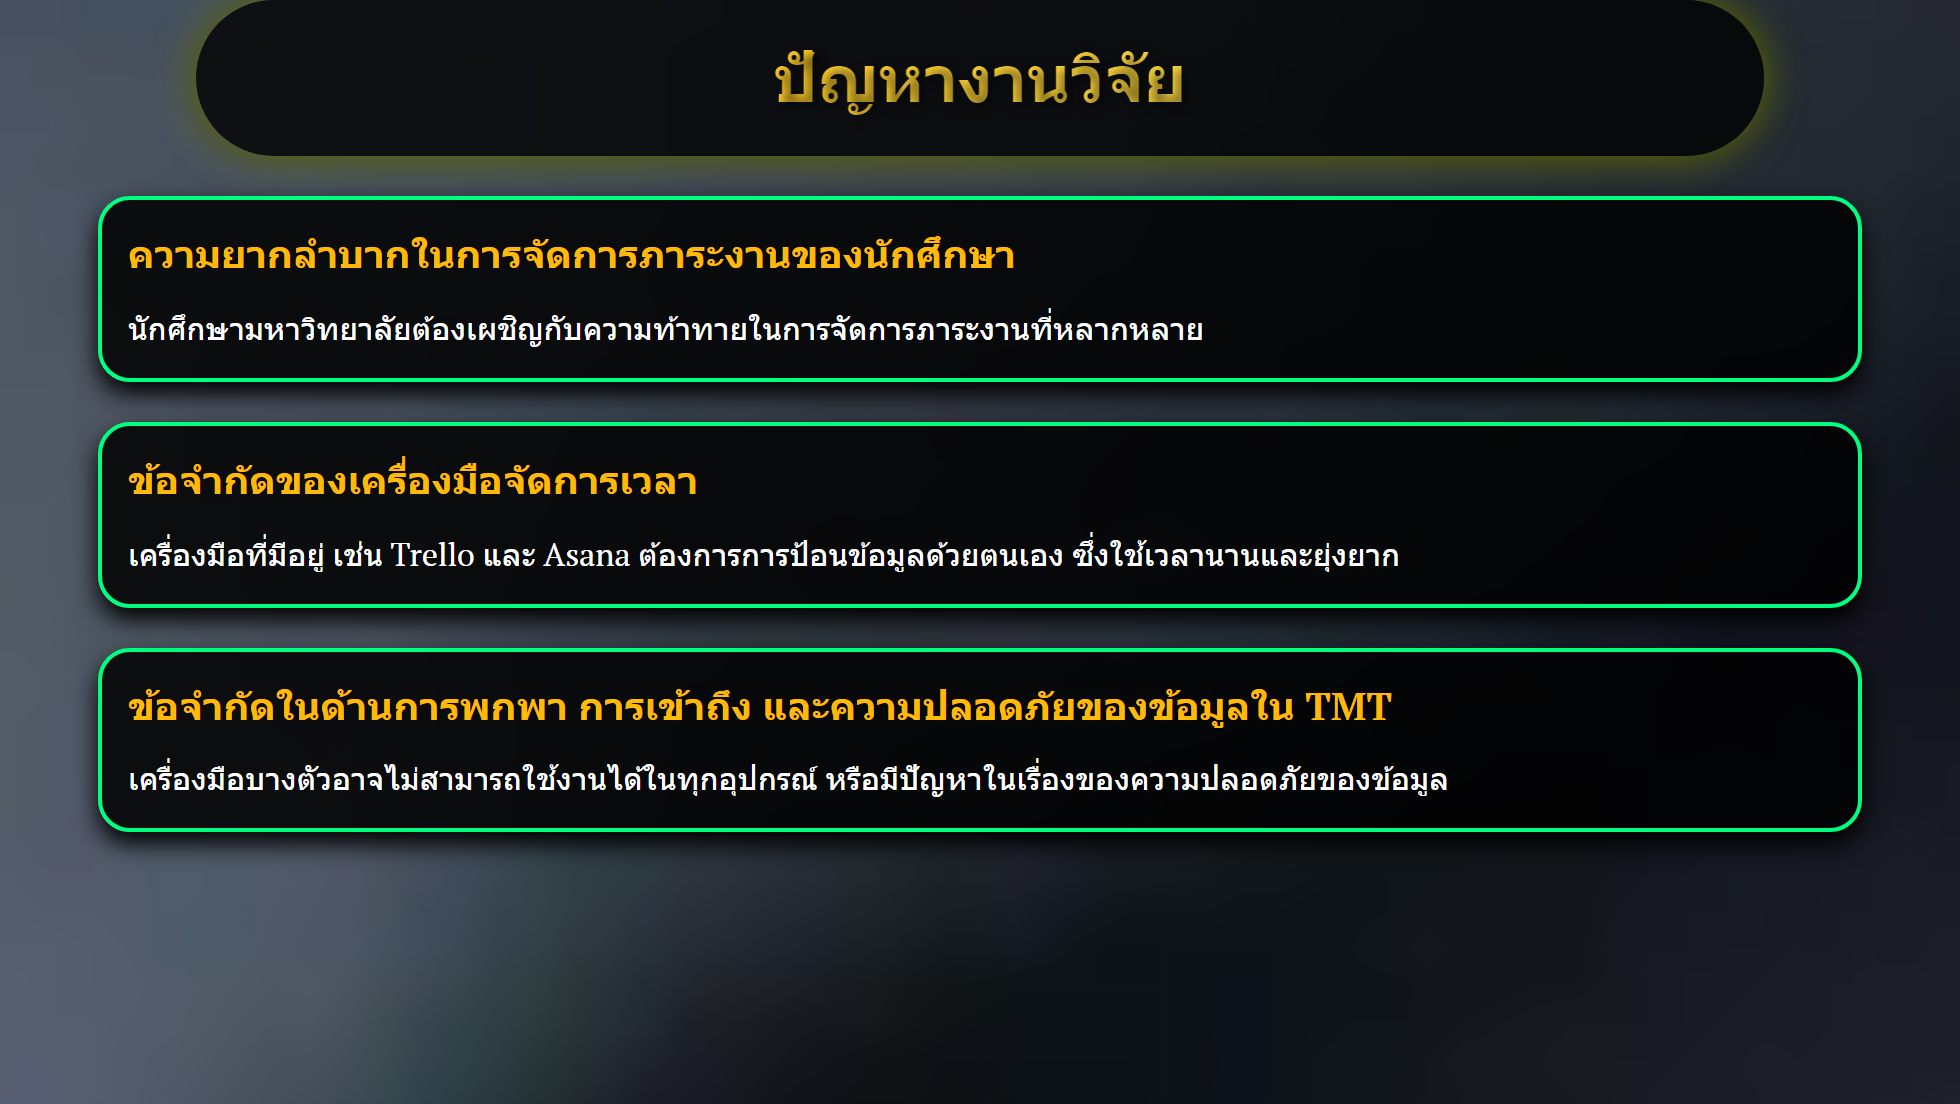 ปัญหางานวิจัย
ความยากลำบากในการจัดการภาระงานของนักศึกษา
นักศึกษามหาวิทยาลัยต้องเผชิญกับความท้าทายในการจัดการภาระงานที่หลากหลาย
ข้อจำกัดของเครื่องมือจัดการเวลา
เครื่องมือที่มีอยู่ เช่น Trello และ Asana ต้องการการป้อนข้อมูลด้วยตนเอง ซึ่งใช้เวลานานและยุ่งยาก
ข้อจำกัดในด้านการพกพา การเข้าถึง และความปลอดภัยของข้อมูลใน TMT
เครื่องมือบางตัวอาจไม่สามารถใช้งานได้ในทุกอุปกรณ์ หรือมีปัญหาในเรื่องของความปลอดภัยของข้อมูล